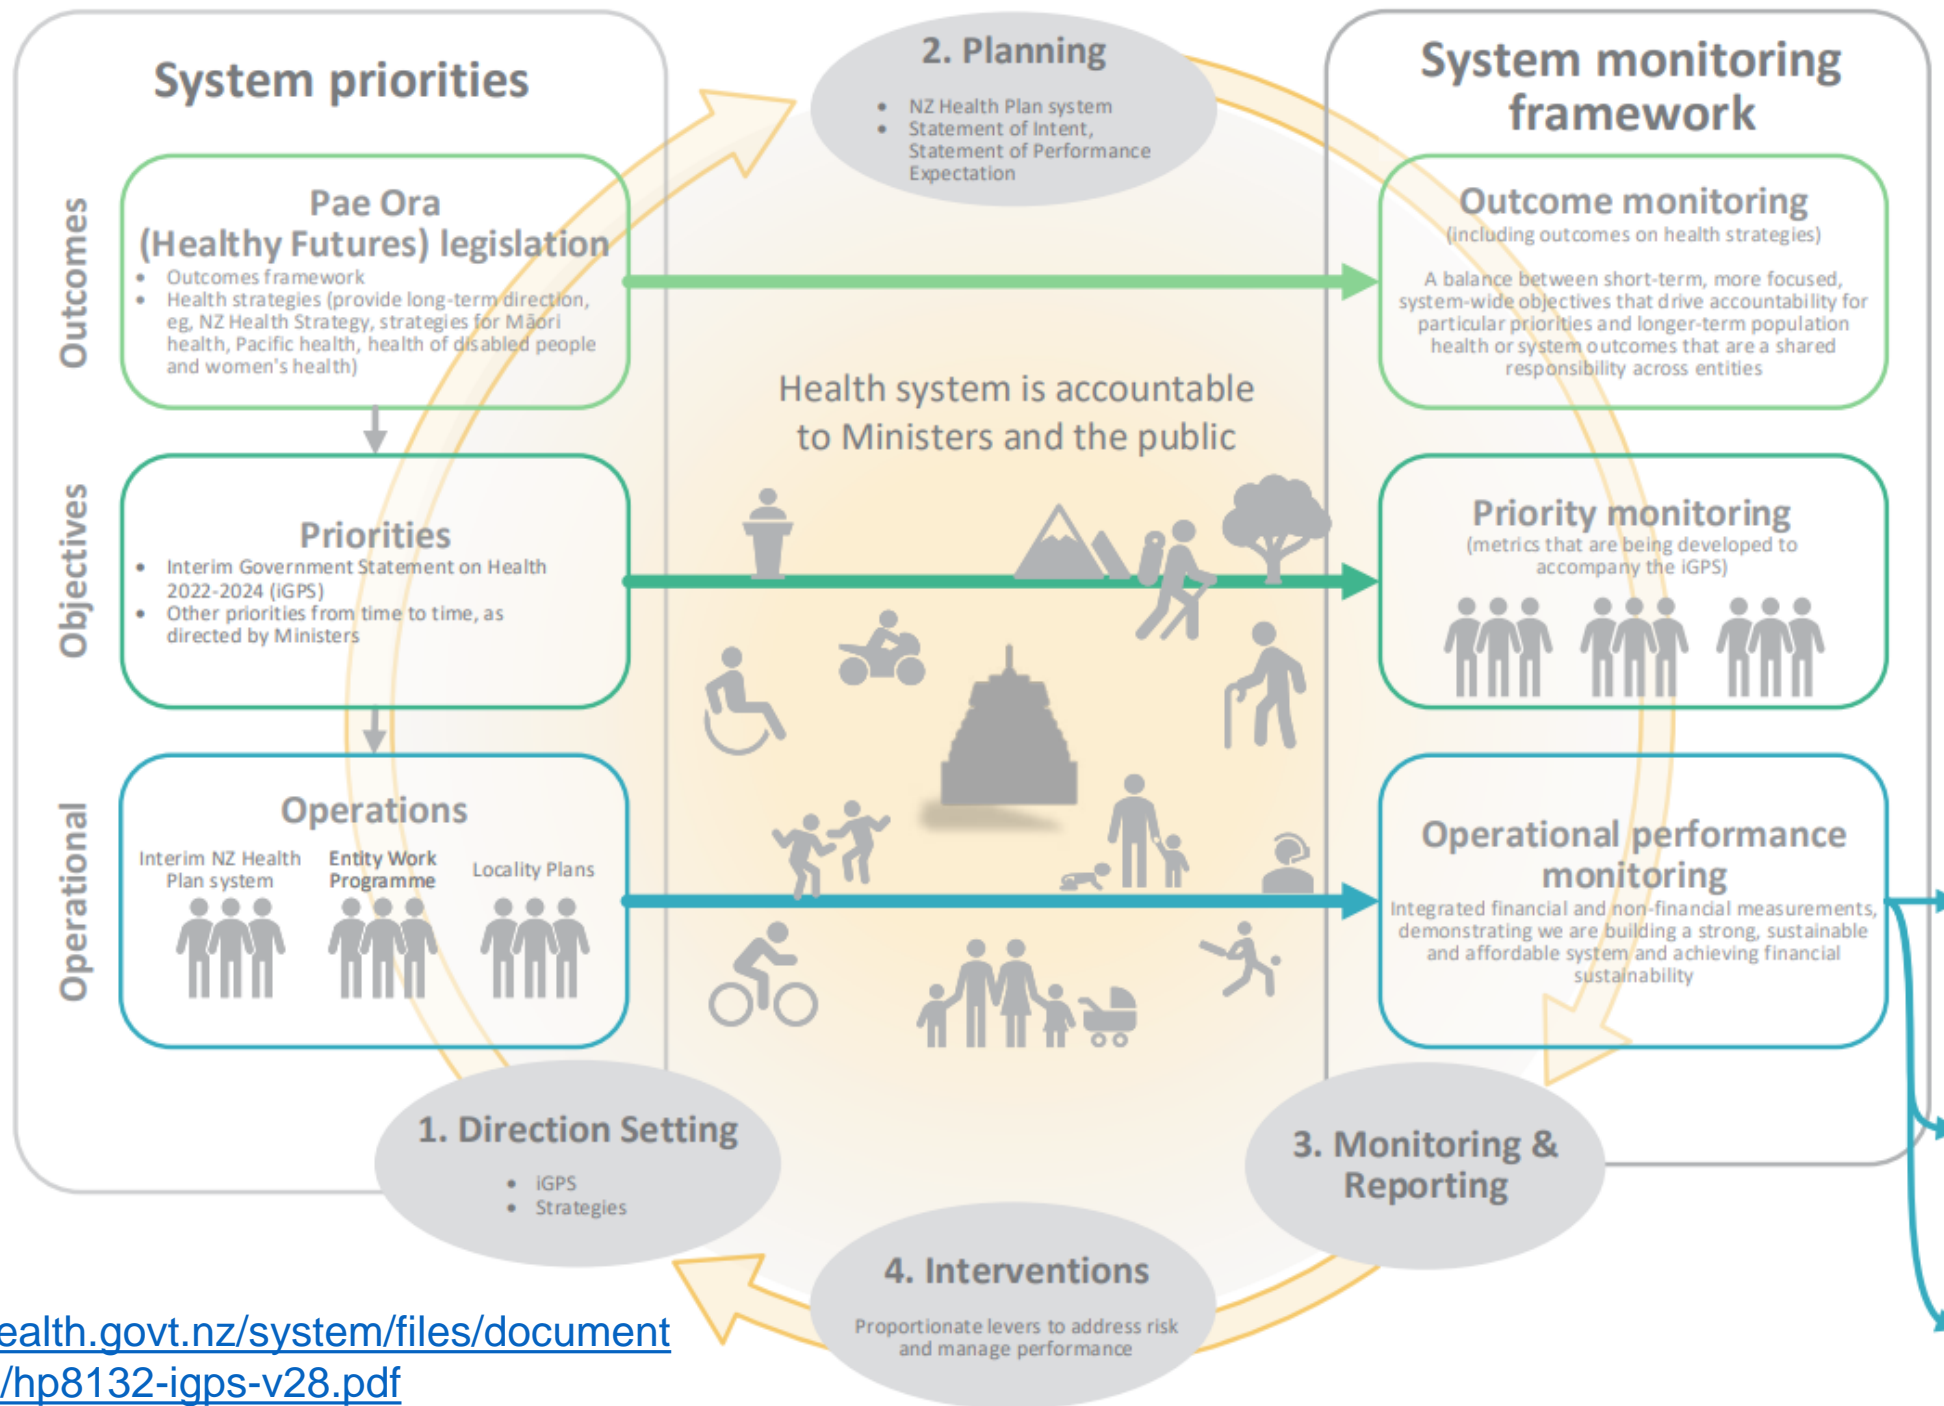 System priorities
Outcomes
Pae Ora
(Healthy Futures) legislation
• Outcomes framework
• Health strategies (provide long-term direction,
eg, NZ Health Strategy, strategies for Māori
health, Pacific health, health of disabled people
and women's health)
Objectives
Priorities
• Interim Government Statement on Health
2022-2024 (iGPS)
• Other priorities from time to time, as
directed by Ministers
Operational
Operations
Interim NZ Health
Plan system
Entity Work
Programme
Locality Plans
2. Planning
• NZ Health Plan system
• Statement of Intent,
Statement of Performance
Expectation
Health system is accountable
to Ministers and the public
System monitoring
framework
Outcome monitoring
(including outcomes on health strategies)
A balance between short-term, more focused,
system-wide objectives that drive accountability for
particular priorities and longer-term population
health or system outcomes that are a shared
responsibility across entities
Priority monitoring
(metrics that are being developed to
accompany the iGPS)
Operational performance
monitoring
Integrated financial and non-financial measurements,
demonstrating we are building a strong, sustainable
and affordable system and achieving financial
sustainability
1. Direction Setting
• iGPS
• Strategies
3. Monitoring &
Reporting
4. Interventions
Proportionate levers to address risk
and manage performance
ealth.govt.nz/system/files/document
/hp8132-igps-v28.pdf